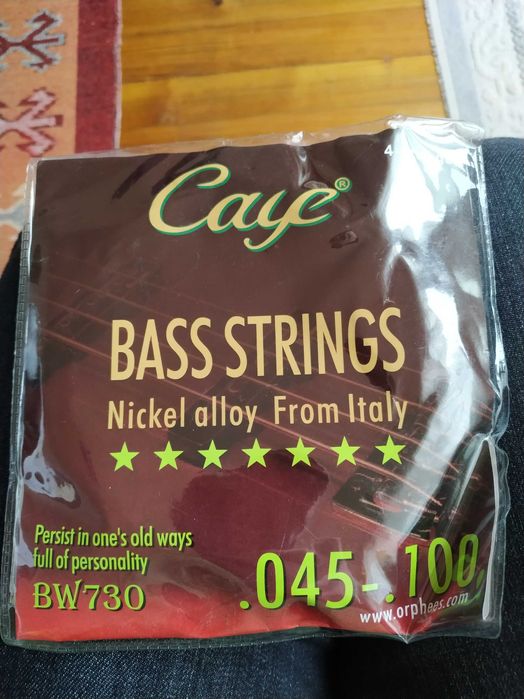 4
Caye®
BASS STRINGS
Nickel alloy From Italy
Persist in one's old ways
full of personality
BW730
.045-.100
www.orphees.com